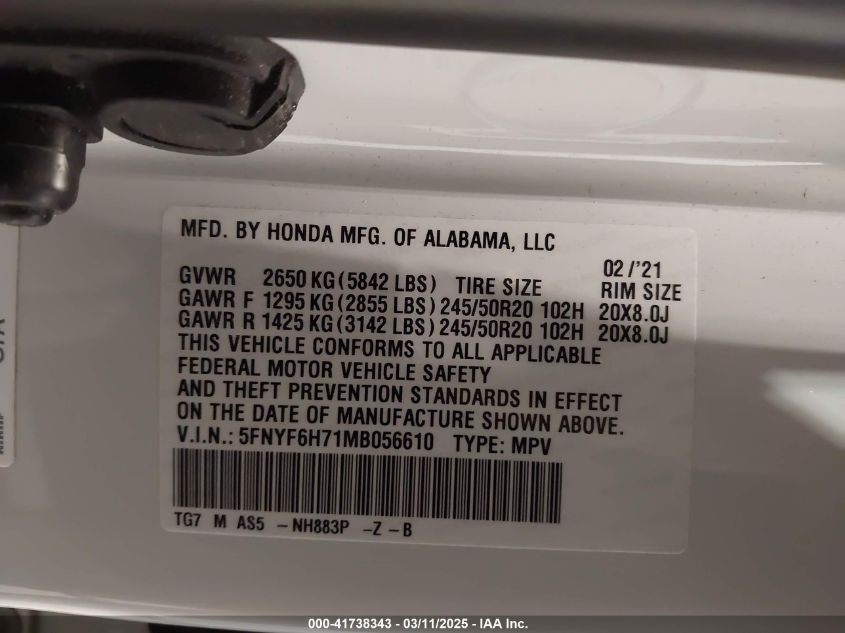 MFD. BY HONDA MFG. OF ALABAMA, LLC
02 /'21
GVWR 2650 KG (5842 LBS) TIRE SIZE RIM SIZE
GAWR F 1295 KG (2855 LBS) 245/50R20 102H 20X8.0J
GAWR R 1425 KG (3142 LBS) 245/50R20 102H 20X8.0J
THIS VEHICLE CONFORMS TO ALL APPLICABLE
FEDERAL MOTOR VEHICLE SAFETY
AND THEFT PREVENTION STANDARDS IN EFFECT
ON THE DATE OF MANUFACTURE SHOWN ABOVE.
V.I.N.: 5FNYF6H71MB056610 TYPE: MPV
TG7 M AS5 -NH883P -Z -B
000-41738343 - 03/11/2025 - IAA Inc.